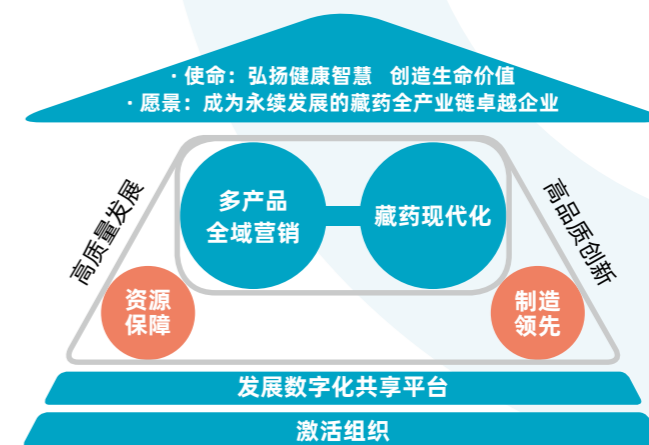 · 使命：弘扬健康智慧 创造生命价值
· 愿景：成为永续发展的藏药全产业链卓越企业
高质量发展
多产品
全域营销
藏药现代化
高品质创新
资源
保障
制造
领先
发展数字化共享平台
激活组织